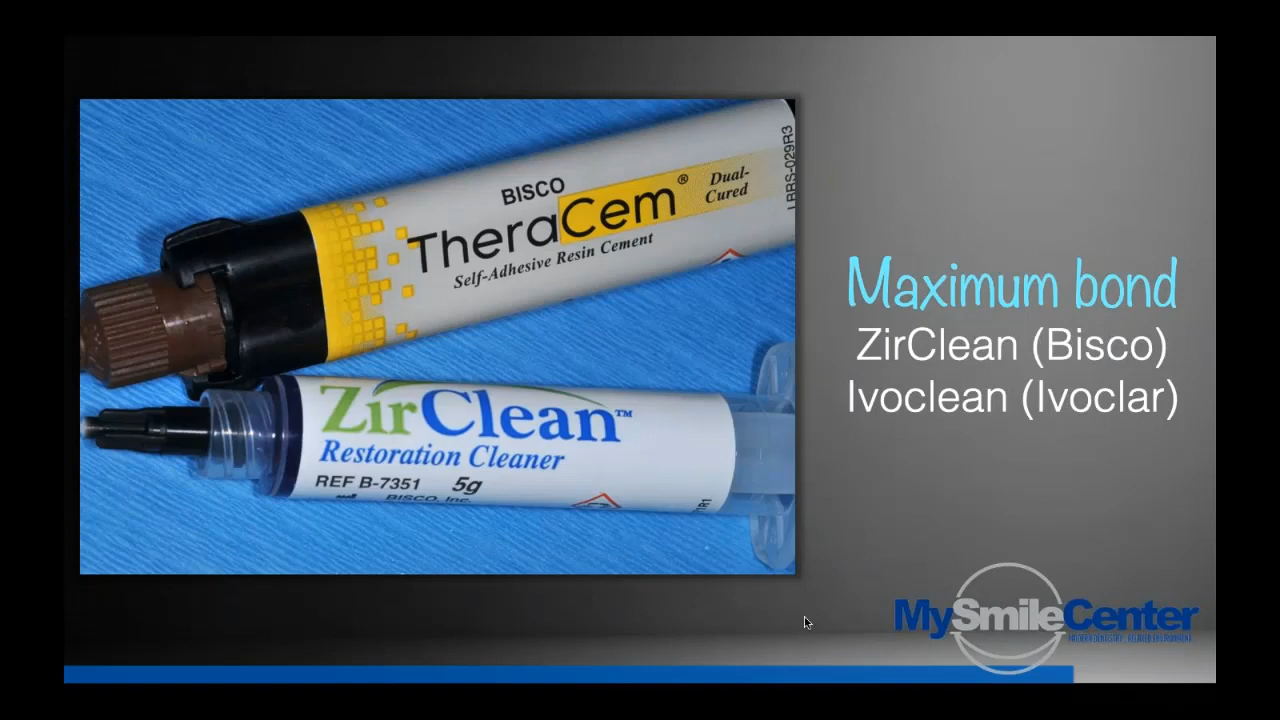 BISCO
TheraCem®
Dual-
Cured
Self-Adhesive Resin Cement
LBBS-029R3
ZirClean™
Restoration Cleaner
REF B-7351 5g
BISCO, Inc.
Maximum bond
ZirClean (Bisco)
Ivoclean (Ivoclar)
MySmileCenter